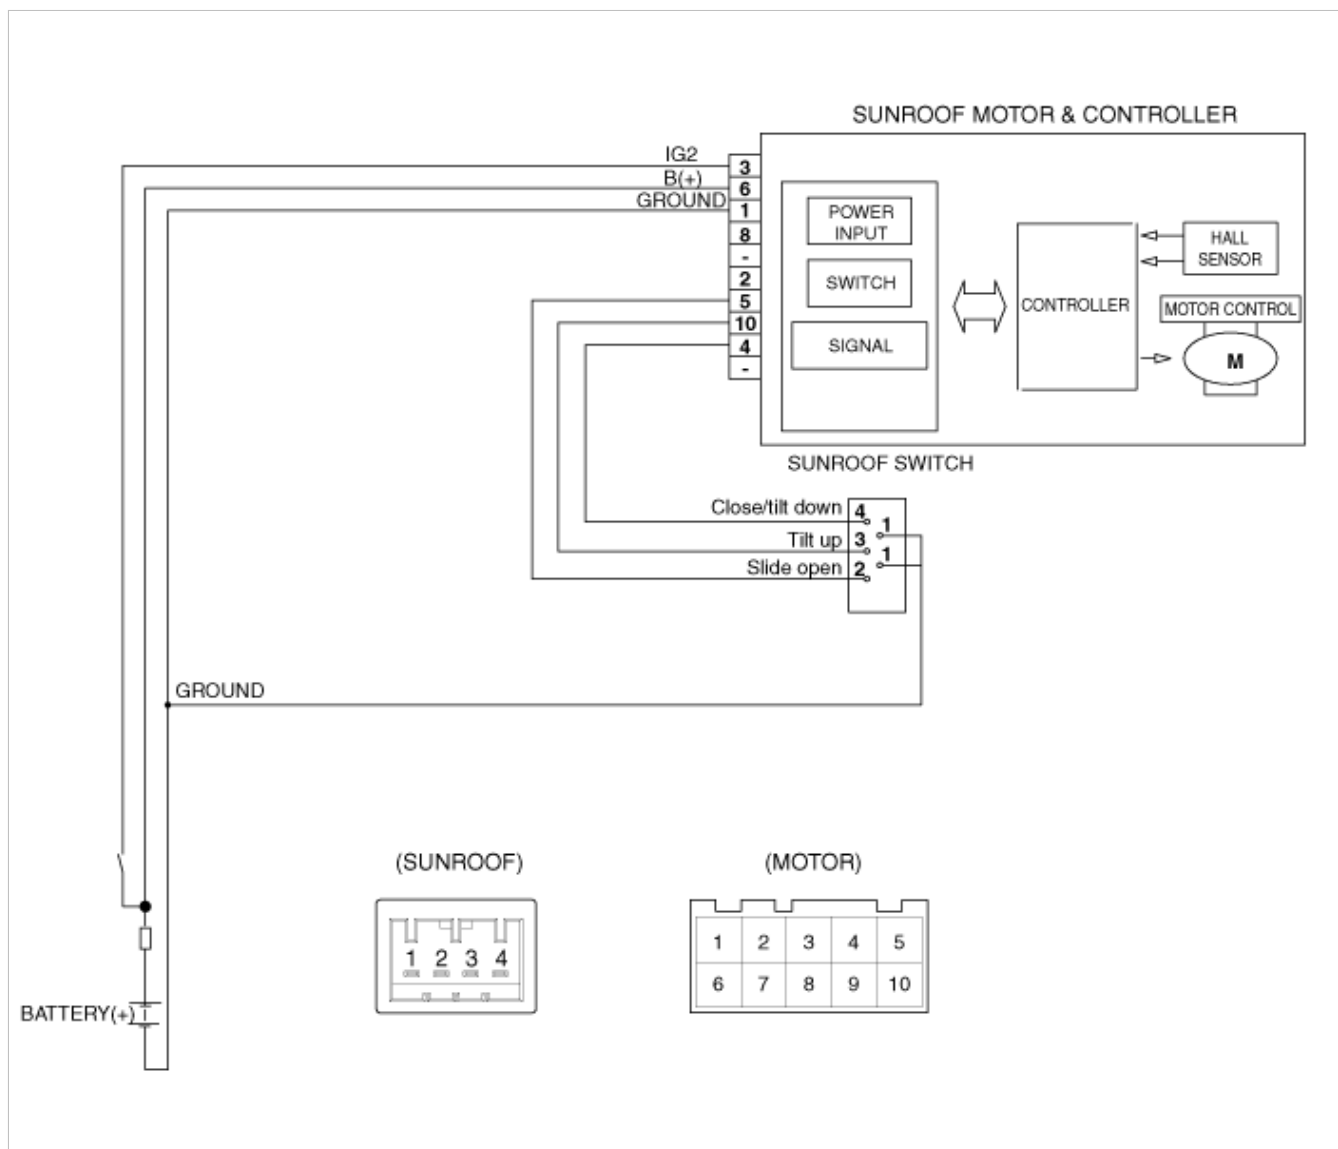 SUNROOF MOTOR & CONTROLLER
IG2
3
B(+)
6
GROUND
1
8
-
2
5
10
4
-
POWER
INPUT
SWITCH
SIGNAL
CONTROLLER
HALL
SENSOR
MOTOR CONTROL
M
SUNROOF SWITCH
Close/tilt down
4
1
Tilt up
3
1
Slide open
2
GROUND
(SUNROOF)
1 2 3 4
(MOTOR)
1 2 3 4 5
6 7 8 9 10
BATTERY(+)